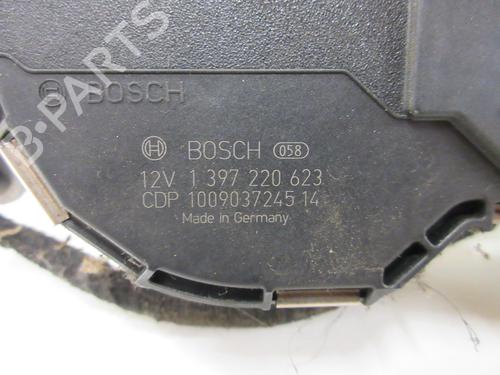 B-PARTS
BOSCH
BOSCH 058
12V 1 397 220 623
CDP 1009037245 14
Made in Germany